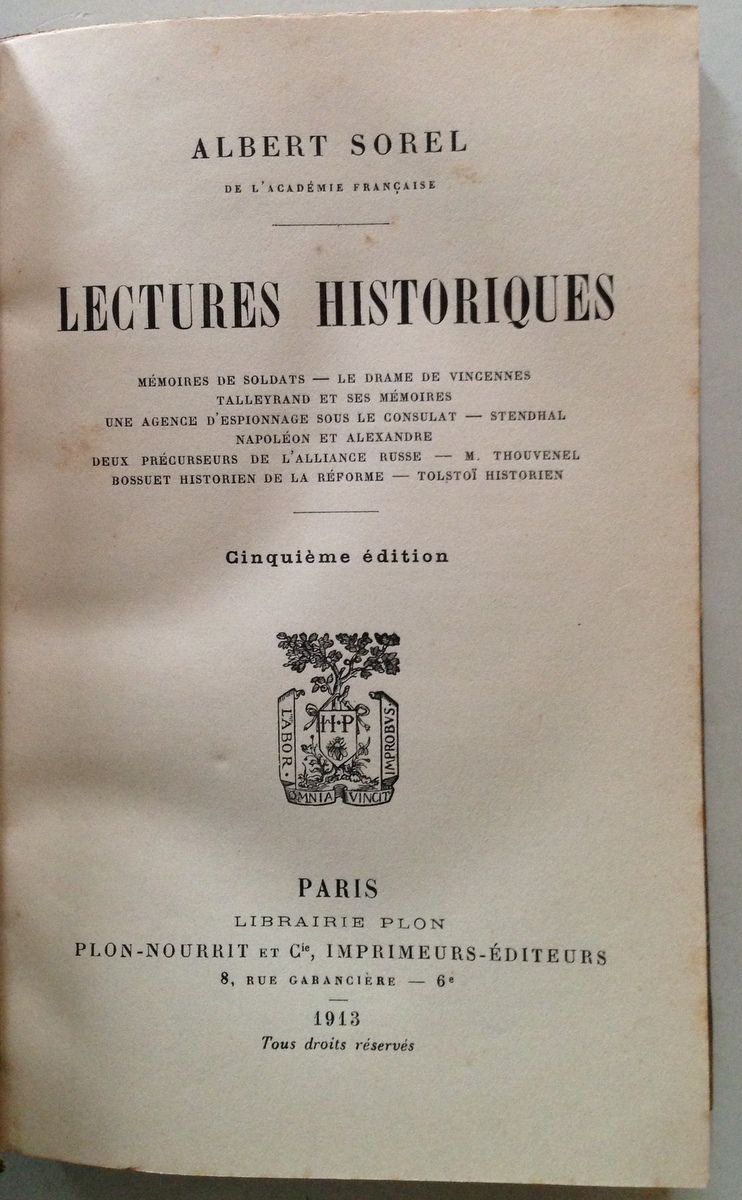 ALBERT SOREL
DE L'ACADÉMIE FRANÇAISE
LECTURES HISTORIQUES
MÉMOIRES DE SOLDATS — LE DRAME DE VINCENNES
TALLEYRAND ET SES MÉMOIRES
UNE AGENCE D'ESPIONNAGE SOUS LE CONSULAT — STENDHAL
NAPOLÉON ET ALEXANDRE
DEUX PRÉCURSEURS DE L'ALLIANCE RUSSE — M. THOUVENEL
BOSSUET HISTORIEN DE LA RÉFORME — TOLSTOÏ HISTORIEN
Cinquième édition
H·P
LABOR ·
OMNIA VINCIT
IMPROBVS·
PARIS
LIBRAIRIE PLON
PLON-NOURRIT ET Cie, IMPRIMEURS-ÉDITEURS
8, RUE GARANCIÈRE — 6e
1913
Tous droits réservés